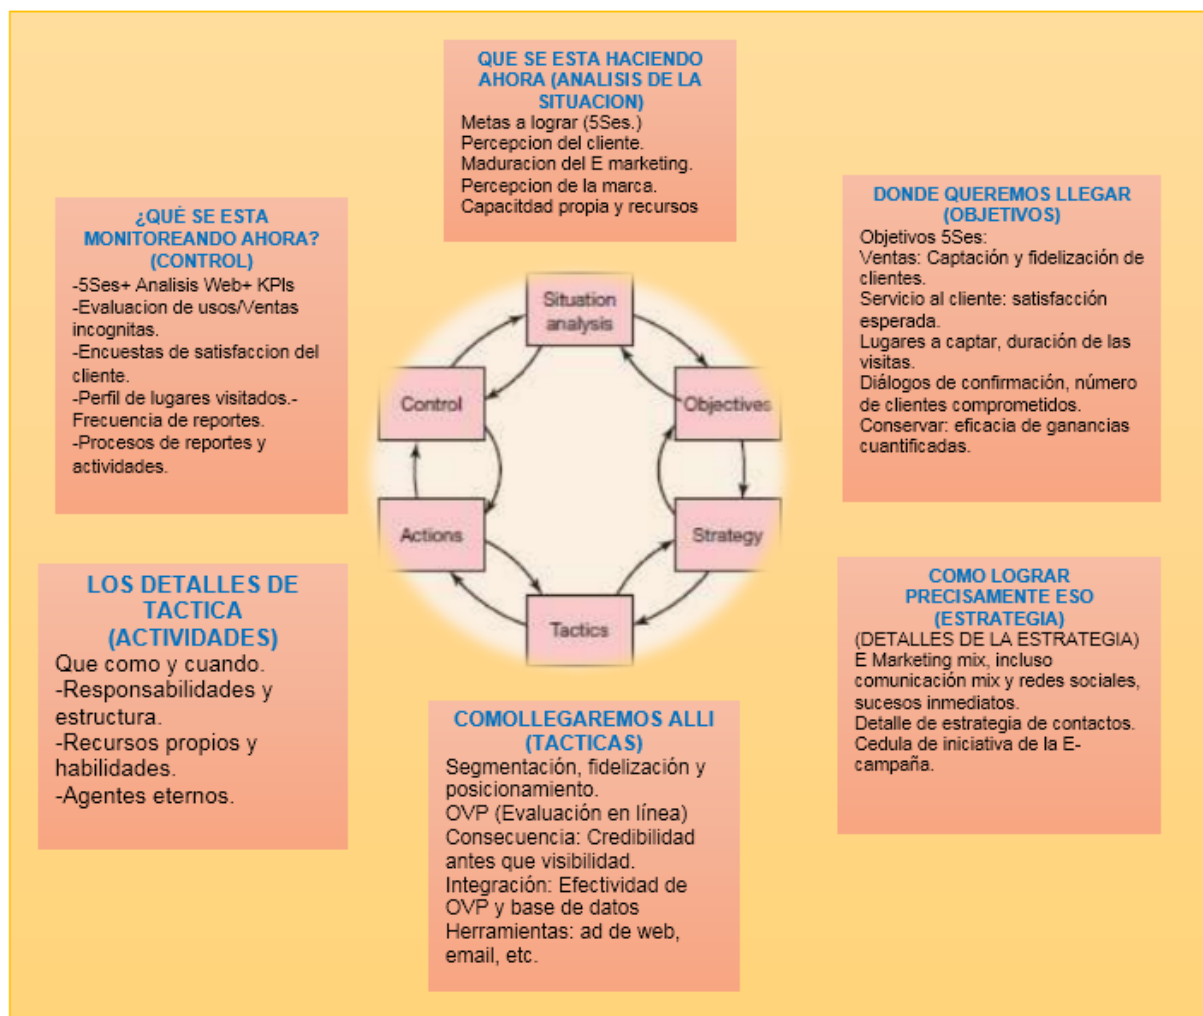 QUE SE ESTA HACIENDO
AHORA (ANALISIS DE LA
SITUACION)
Metas a lograr (5Ses.)
Percepcion del cliente.
Maduracion del E marketing.
Percepcion de la marca.
Capacitdad propia y recursos
¿QUÉ SE ESTA
MONITOREANDO AHORA?
(CONTROL)
-5Ses+ Analisis Web+ KPIs
-Evaluacion de usos/Ventas
incognitas.
-Encuestas de satisfaccion del
cliente.
-Perfil de lugares visitados.-
Frecuencia de reportes.
-Procesos de reportes y
actividades.
DONDE QUEREMOS LLEGAR
(OBJETIVOS)
Objetivos 5Ses:
Ventas: Captación y fidelización de
clientes.
Servicio al cliente: satisfacción
esperada.
Lugares a captar, duración de las
visitas.
Diálogos de confirmación, número
de clientes comprometidos.
Conservar: eficacia de ganancias
cuantificadas.
Situation
analysis
Control
Objectives
Actions
Strategy
Tactics
LOS DETALLES DE
TACTICA
(ACTIVIDADES)
Que como y cuando.
-Responsabilidades y
estructura.
-Recursos propios y
habilidades.
-Agentes eternos.
COMOLLEGAREMOS ALLI
(TACTICAS)
Segmentación, fidelización y
posicionamiento.
OVP (Evaluación en línea)
Consecuencia: Credibilidad
antes que visibilidad.
Integración: Efectividad de
OVP y base de datos
Herramientas: ad de web,
email, etc.
COMO LOGRAR
PRECISAMENTE ESO
(ESTRATEGIA)
(DETALLES DE LA ESTRATEGIA)
E Marketing mix, incluso
comunicación mix y redes sociales,
sucesos inmediatos.
Detalle de estrategia de contactos.
Cedula de iniciativa de la E-
campaña.